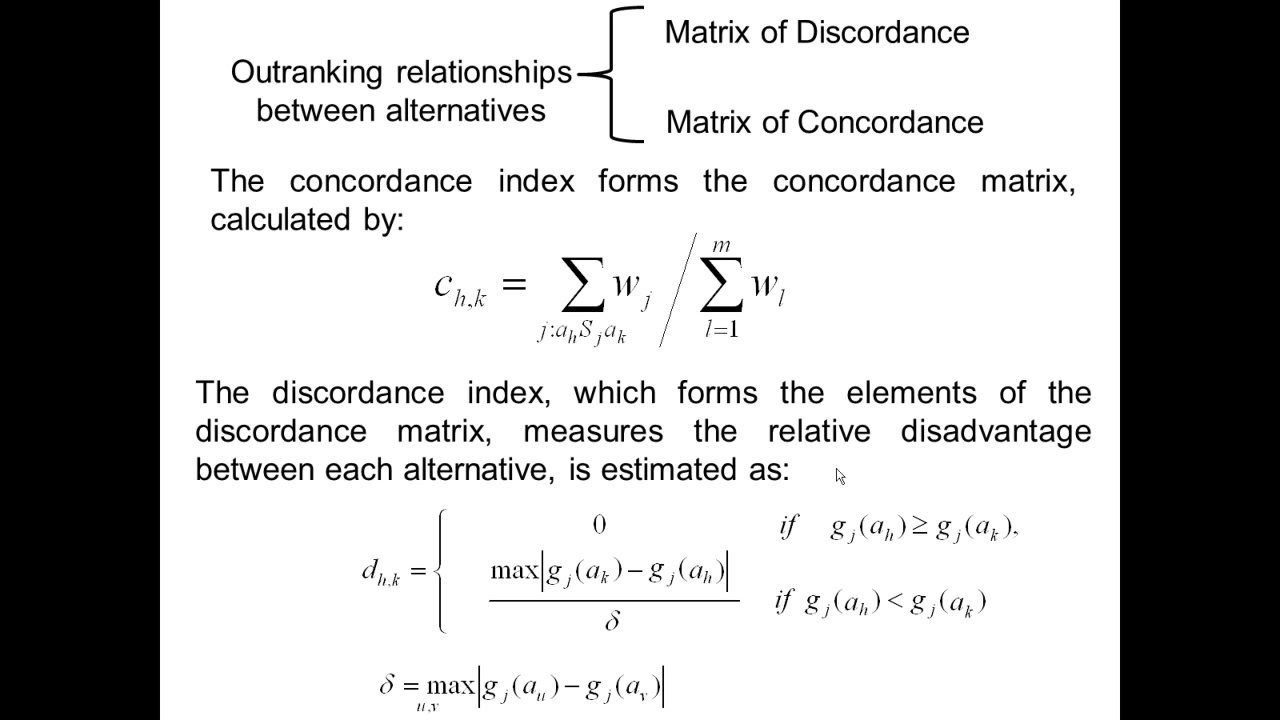 Outranking relationships
between alternatives
Matrix of Discordance
Matrix of Concordance
The concordance index forms the concordance matrix,
calculated by:
c_{h,k} = \sum_{j:a_h S_j a_k} w_j / \sum_{l=1}^{m} w_l
The discordance index, which forms the elements of the
discordance matrix, measures the relative disadvantage
between each alternative, is estimated as:
d_{h,k} = { 0 if g_j(a_h) ≥ g_j(a_k),
max|g_j(a_k) − g_j(a_h)| / δ if g_j(a_h) < g_j(a_k)
δ = max_{u,v} |g_j(a_u) − g_j(a_v)|